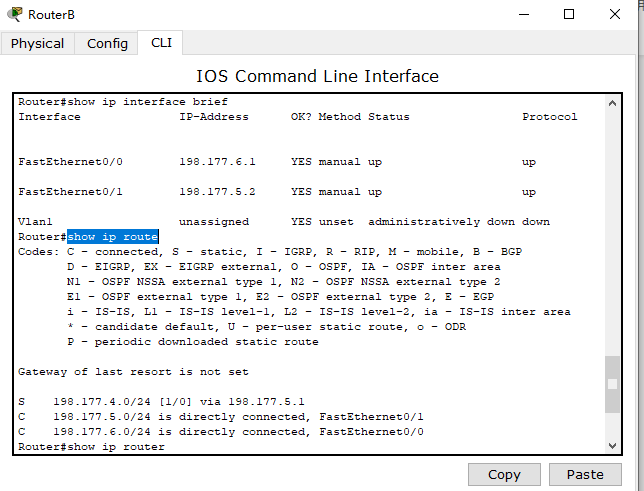 RouterB
Physical Config CLI
IOS Command Line Interface
Router#show ip interface brief
Interface IP-Address OK? Method Status Protocol
FastEthernet0/0 198.177.6.1 YES manual up up
FastEthernet0/1 198.177.5.2 YES manual up up
Vlan1 unassigned YES unset administratively down down
Router#show ip route
Codes: C - connected, S - static, I - IGRP, R - RIP, M - mobile, B - BGP
D - EIGRP, EX - EIGRP external, O - OSPF, IA - OSPF inter area
N1 - OSPF NSSA external type 1, N2 - OSPF NSSA external type 2
E1 - OSPF external type 1, E2 - OSPF external type 2, E - EGP
i - IS-IS, L1 - IS-IS level-1, L2 - IS-IS level-2, ia - IS-IS inter area
* - candidate default, U - per-user static route, o - ODR
P - periodic downloaded static route
Gateway of last resort is not set
S 198.177.4.0/24 [1/0] via 198.177.5.1
C 198.177.5.0/24 is directly connected, FastEthernet0/1
C 198.177.6.0/24 is directly connected, FastEthernet0/0
Router#show ip router
Copy Paste